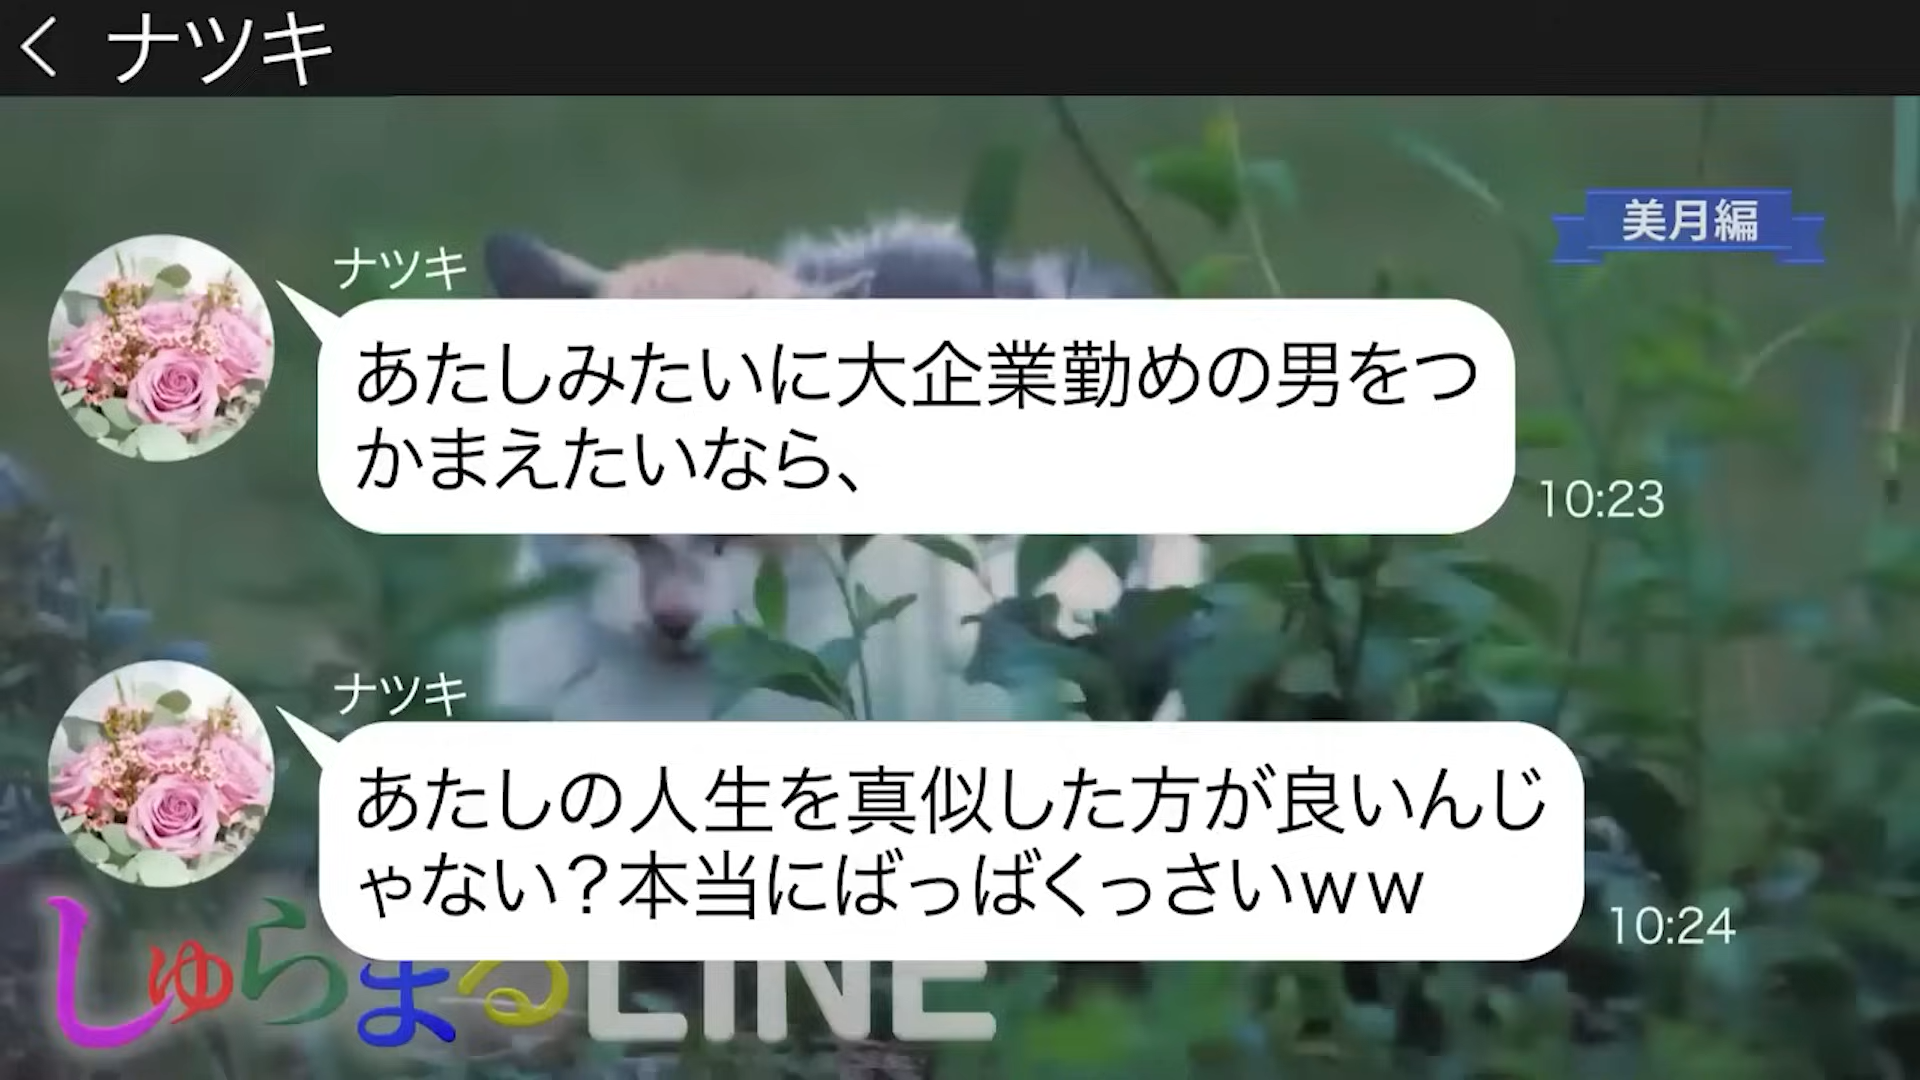 ナツキ
美月編
ナツキ
あたしみたいに大企業勤めの男をつ
かまえたいなら、
10:23
ナツキ
あたしの人生を真似した方が良いんじ
ゃない？本当にばっばくっさいｗｗ
10:24
しゅらまるLINE